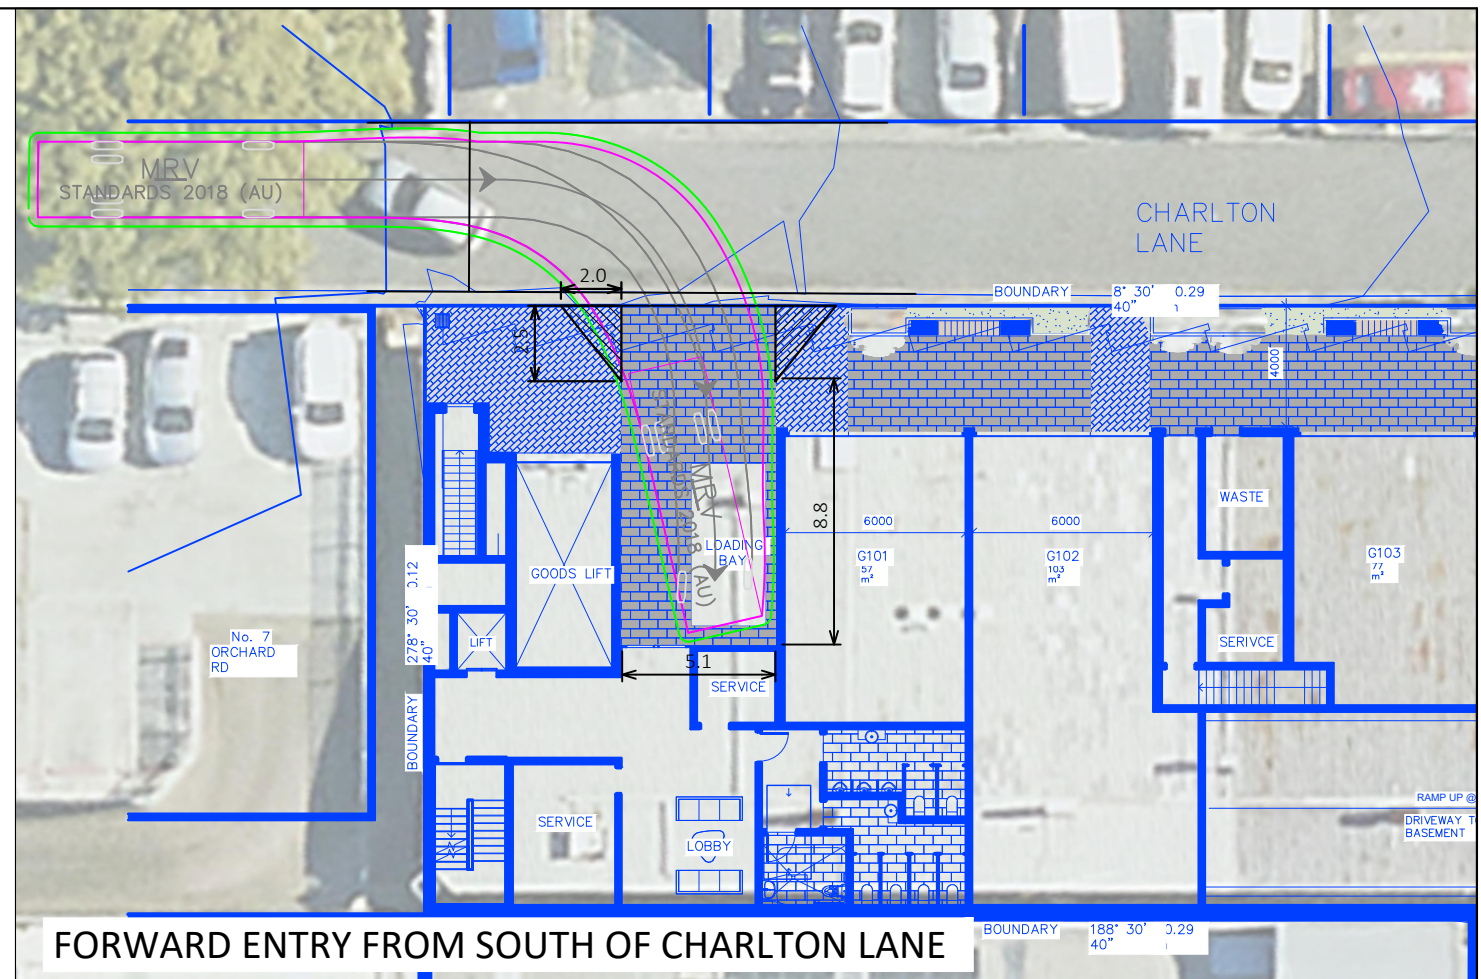 MRV
STANDARDS 2018 (AU)
CHARLTON
LANE
2.0
BOUNDARY
8° 30'
40"
0.29
2.5
4000
STANDARDS 2018 (AU)
MRV
8.8
WASTE
6000
6000
LOADING
BAY
GOODS LIFT
G101
57
m²
G102
103
m²
G103
77
m²
278° 30'
40"
0.12
No. 7
ORCHARD
RD
LIFT
SERIVCE
5.1
SERVICE
BOUNDARY
RAMP UP @
SERVICE
DRIVEWAY
BASEMENT
LOBBY
FORWARD ENTRY FROM SOUTH OF CHARLTON LANE
BOUNDARY
188° 30'
40"
0.29